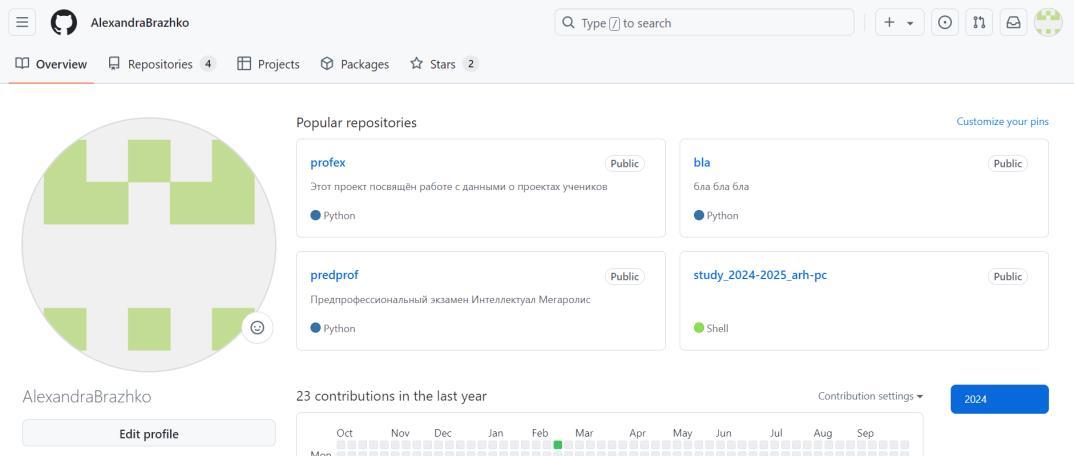 AlexandraBrazhko
Type / to search
Overview
Repositories 4
Projects
Packages
Stars 2
Popular repositories
Customize your pins
profex
Public
Этот проект посвящён работе с данными о проектах учеников
Python
bla
Public
бла бла бла
Python
predprof
Public
Предпрофессиональный экзамен Интеллектуал Мегаролис
Python
study_2024-2025_arh-pc
Public
Shell
AlexandraBrazhko
Edit profile
23 contributions in the last year
Contribution settings
2024
Oct Nov Dec Jan Feb Mar Apr May Jun Jul Aug Sep
Mon